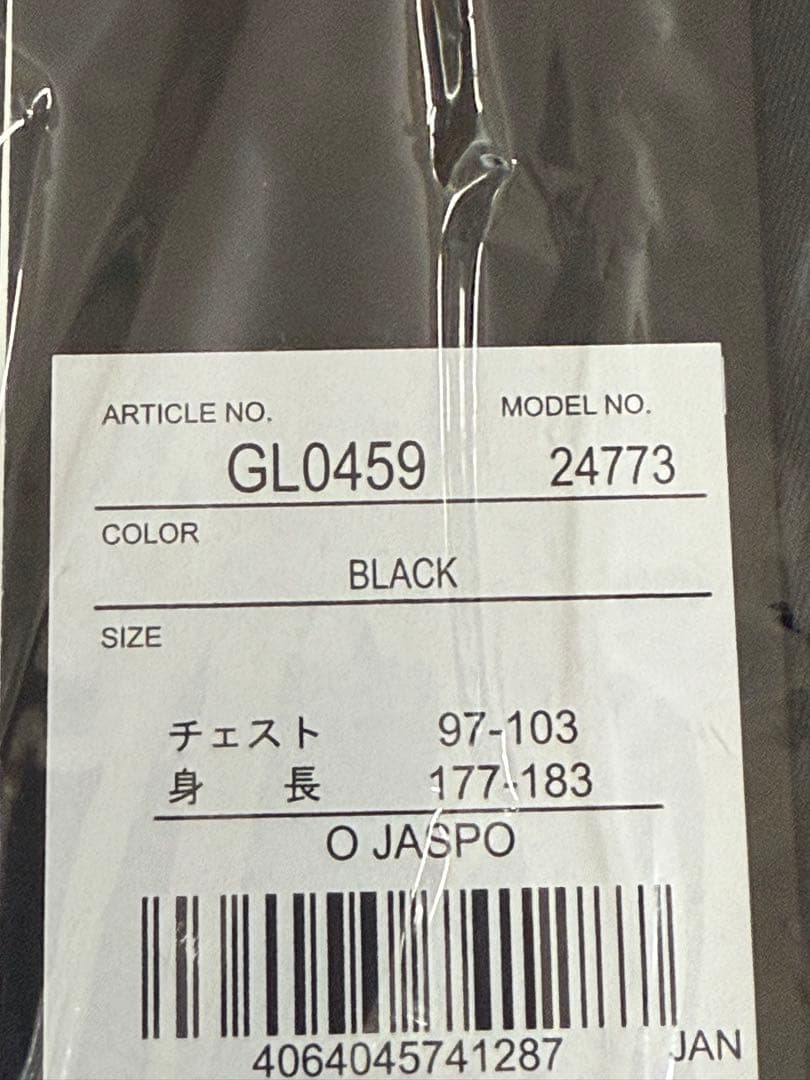 ARTICLE NO. MODEL NO.
GL0459 24773
COLOR
BLACK
SIZE
チェスト 97-103
身 長 177-183
O JASPO
4064045741287 JAN